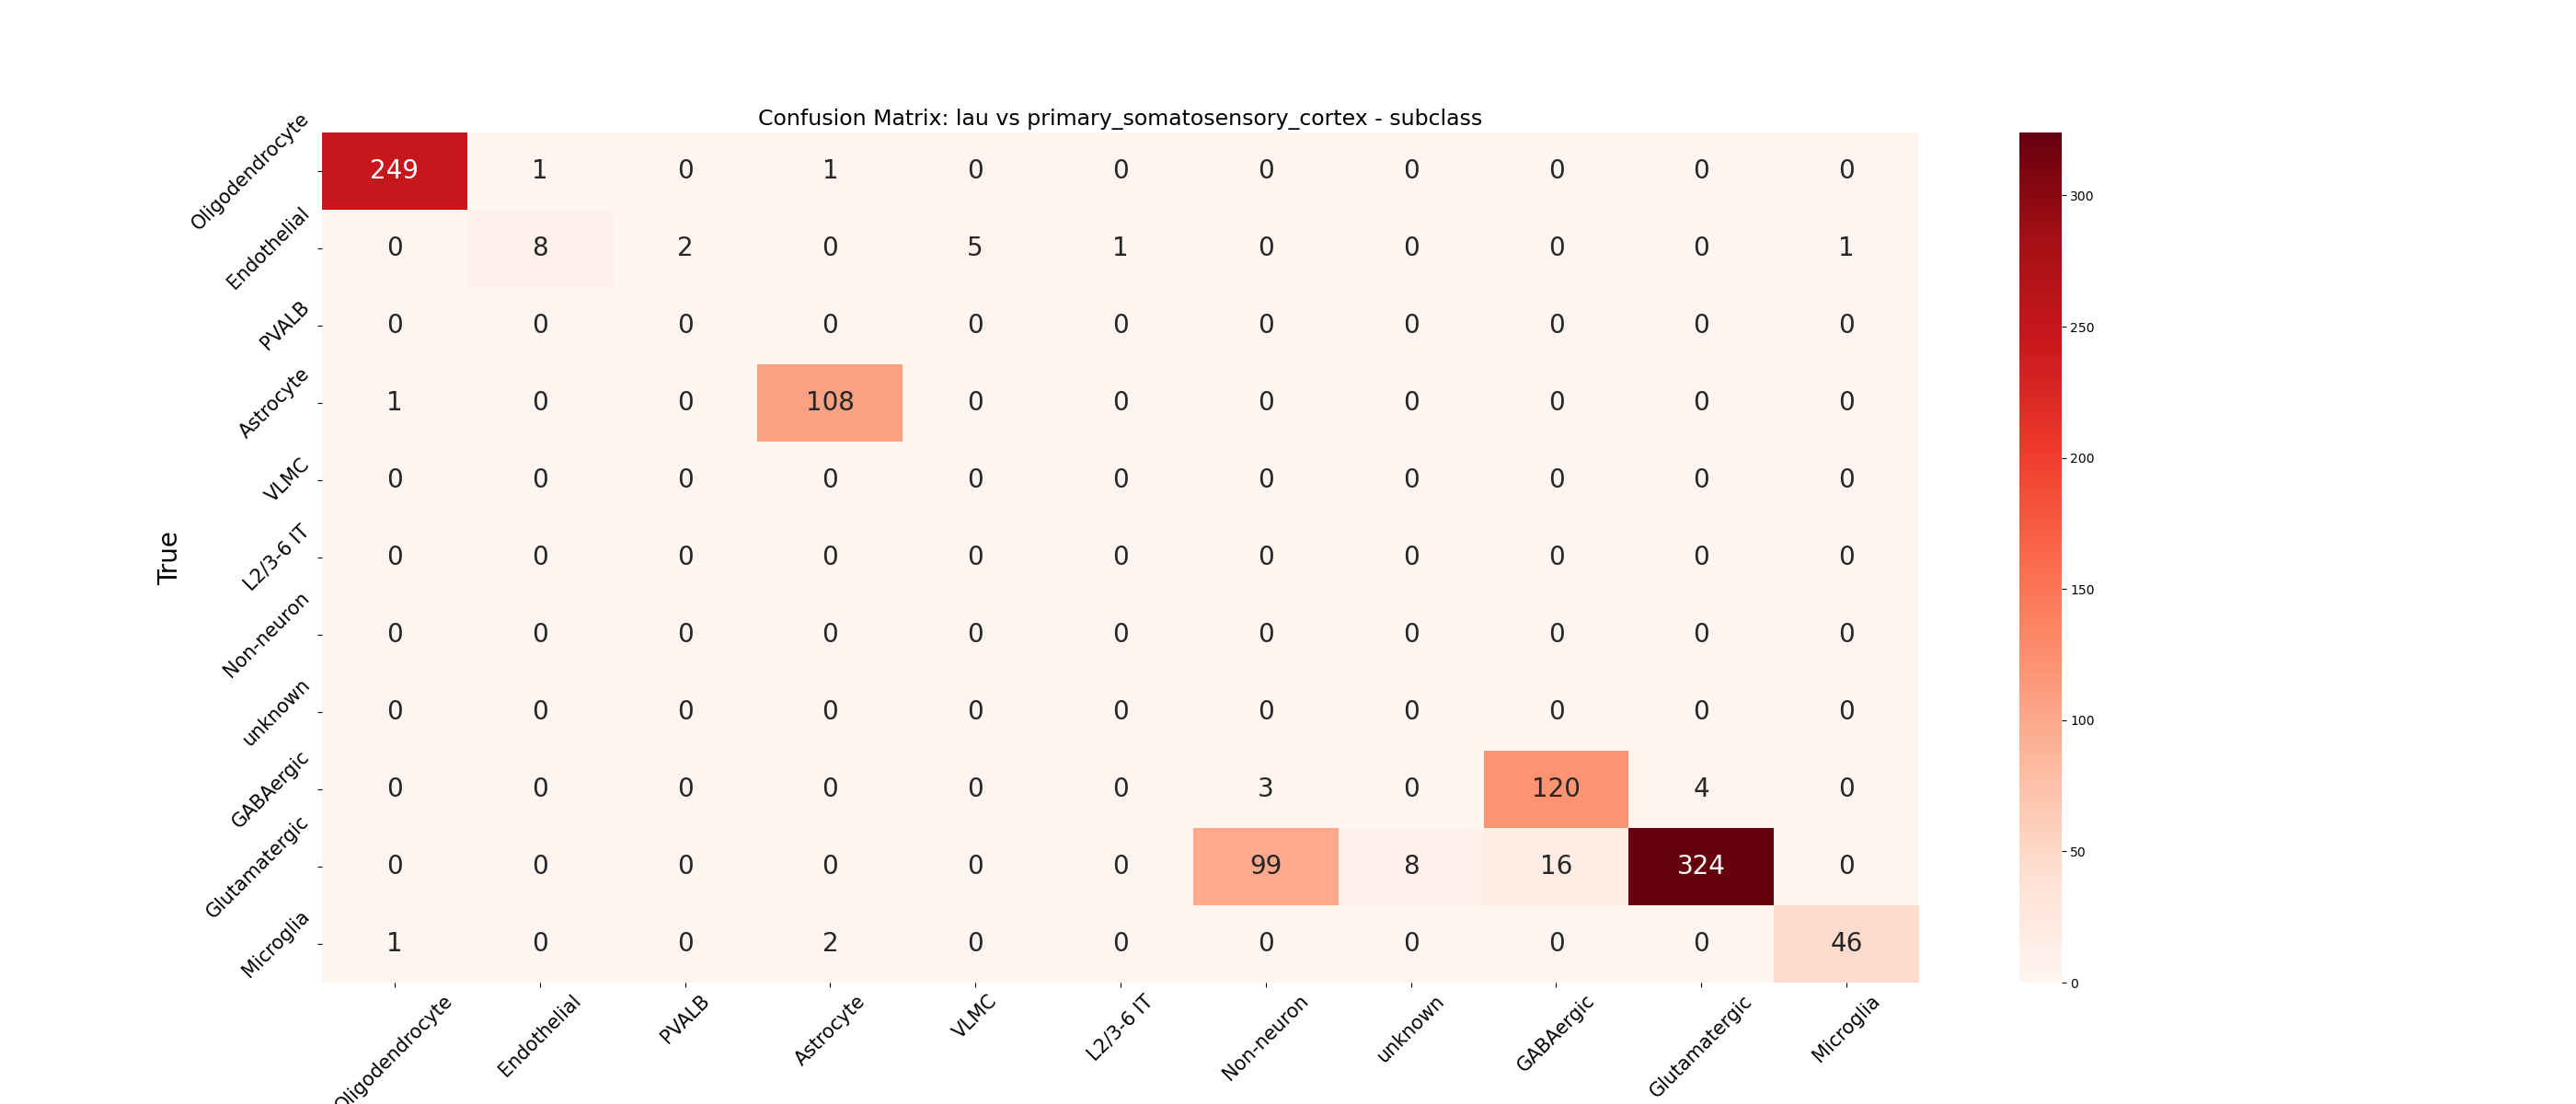 Confusion Matrix: lau vs primary_somatosensory_cortex - subclass
True
Oligodendrocyte 249 1 0 1 0 0 0 0 0 0 0
Endothelial 0 8 2 0 5 1 0 0 0 0 1
PVALB 0 0 0 0 0 0 0 0 0 0 0
Astrocyte 1 0 0 108 0 0 0 0 0 0 0
VLMC 0 0 0 0 0 0 0 0 0 0 0
L2/3-6 IT 0 0 0 0 0 0 0 0 0 0 0
Non-neuron 0 0 0 0 0 0 0 0 0 0 0
unknown 0 0 0 0 0 0 0 0 0 0 0
GABAergic 0 0 0 0 0 0 3 0 120 4 0
Glutamatergic 0 0 0 0 0 0 99 8 16 324 0
Microglia 1 0 0 2 0 0 0 0 0 0 46
Oligodendrocyte Endothelial PVALB Astrocyte VLMC L2/3-6 IT Non-neuron unknown GABAergic Glutamatergic Microglia
300
250
200
150
100
50
0